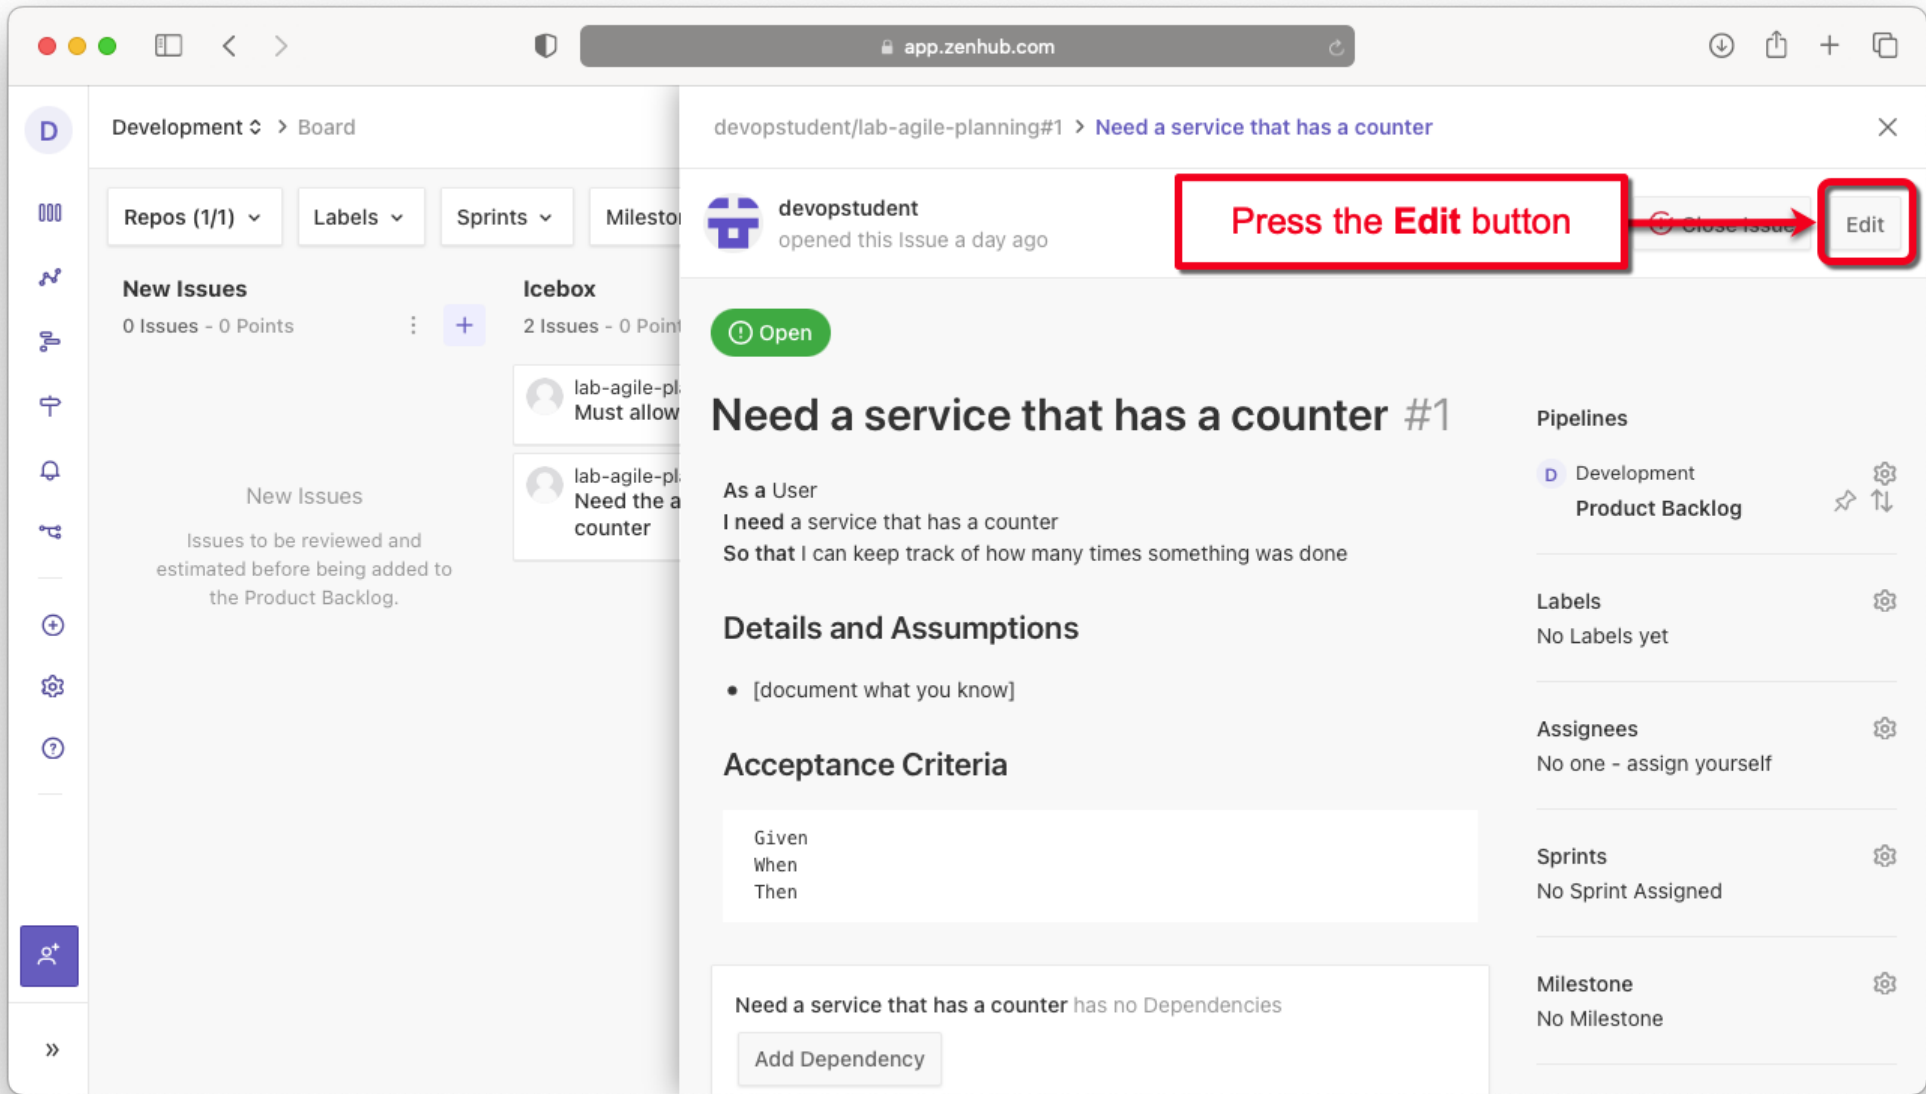 app.zenhub.com
D
Development > Board
devopstudent/lab-agile-planning#1 > Need a service that has a counter
Repos (1/1)
Labels
Sprints
Milesto
devopstudent
opened this Issue a day ago
Press the Edit button
Close Issue
Edit
New Issues
0 Issues - 0 Points
Icebox
2 Issues - 0 Point
lab-agile-pl
Must allow
lab-agile-pl
Need the a
counter
New Issues
Issues to be reviewed and
estimated before being added to
the Product Backlog.
Open
Need a service that has a counter #1
As a User
I need a service that has a counter
So that I can keep track of how many times something was done
Details and Assumptions
• [document what you know]
Acceptance Criteria
Given
When
Then
Need a service that has a counter has no Dependencies
Add Dependency
Pipelines
D Development
Product Backlog
Labels
No Labels yet
Assignees
No one - assign yourself
Sprints
No Sprint Assigned
Milestone
No Milestone